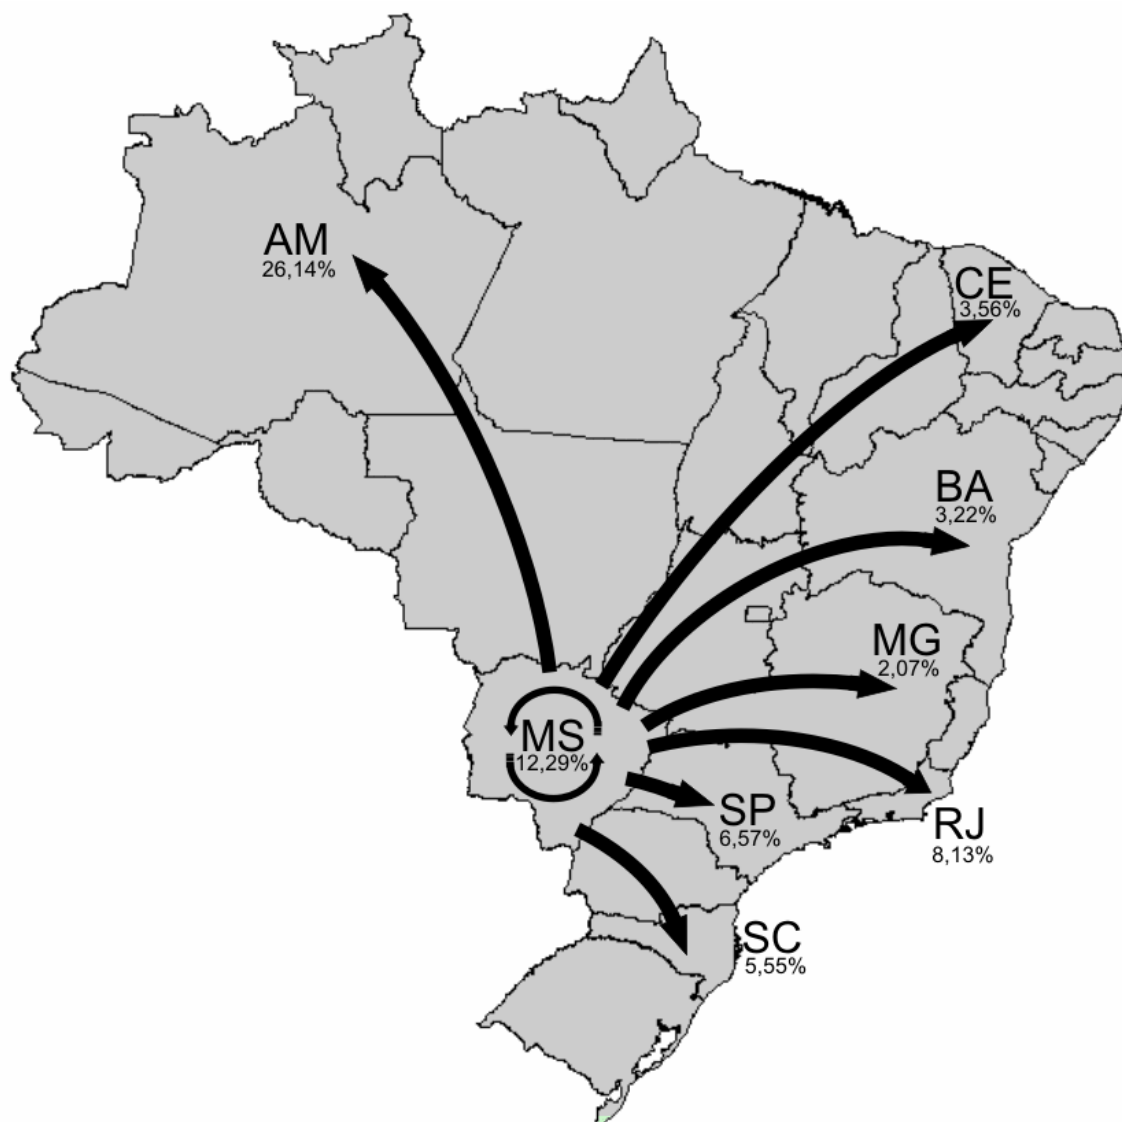 AM
26,14%
CE
3,56%
BA
3,22%
MG
2,07%
MS
12,29%
SP
6,57%
RJ
8,13%
SC
5,55%